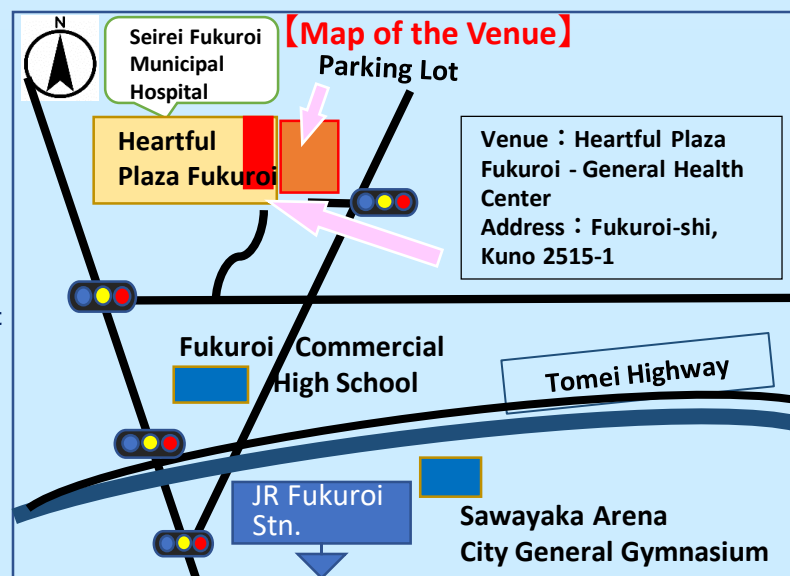 N
Seirei Fukuroi
Municipal
Hospital
【Map of the Venue】
Parking Lot
Heartful
Plaza Fukuroi
Venue：Heartful Plaza
Fukuroi - General Health
Center
Address：Fukuroi-shi,
Kuno 2515-1
Fukuroi Commercial
High School
Tomei Highway
JR Fukuroi
Stn.
Sawayaka Arena
City General Gymnasium